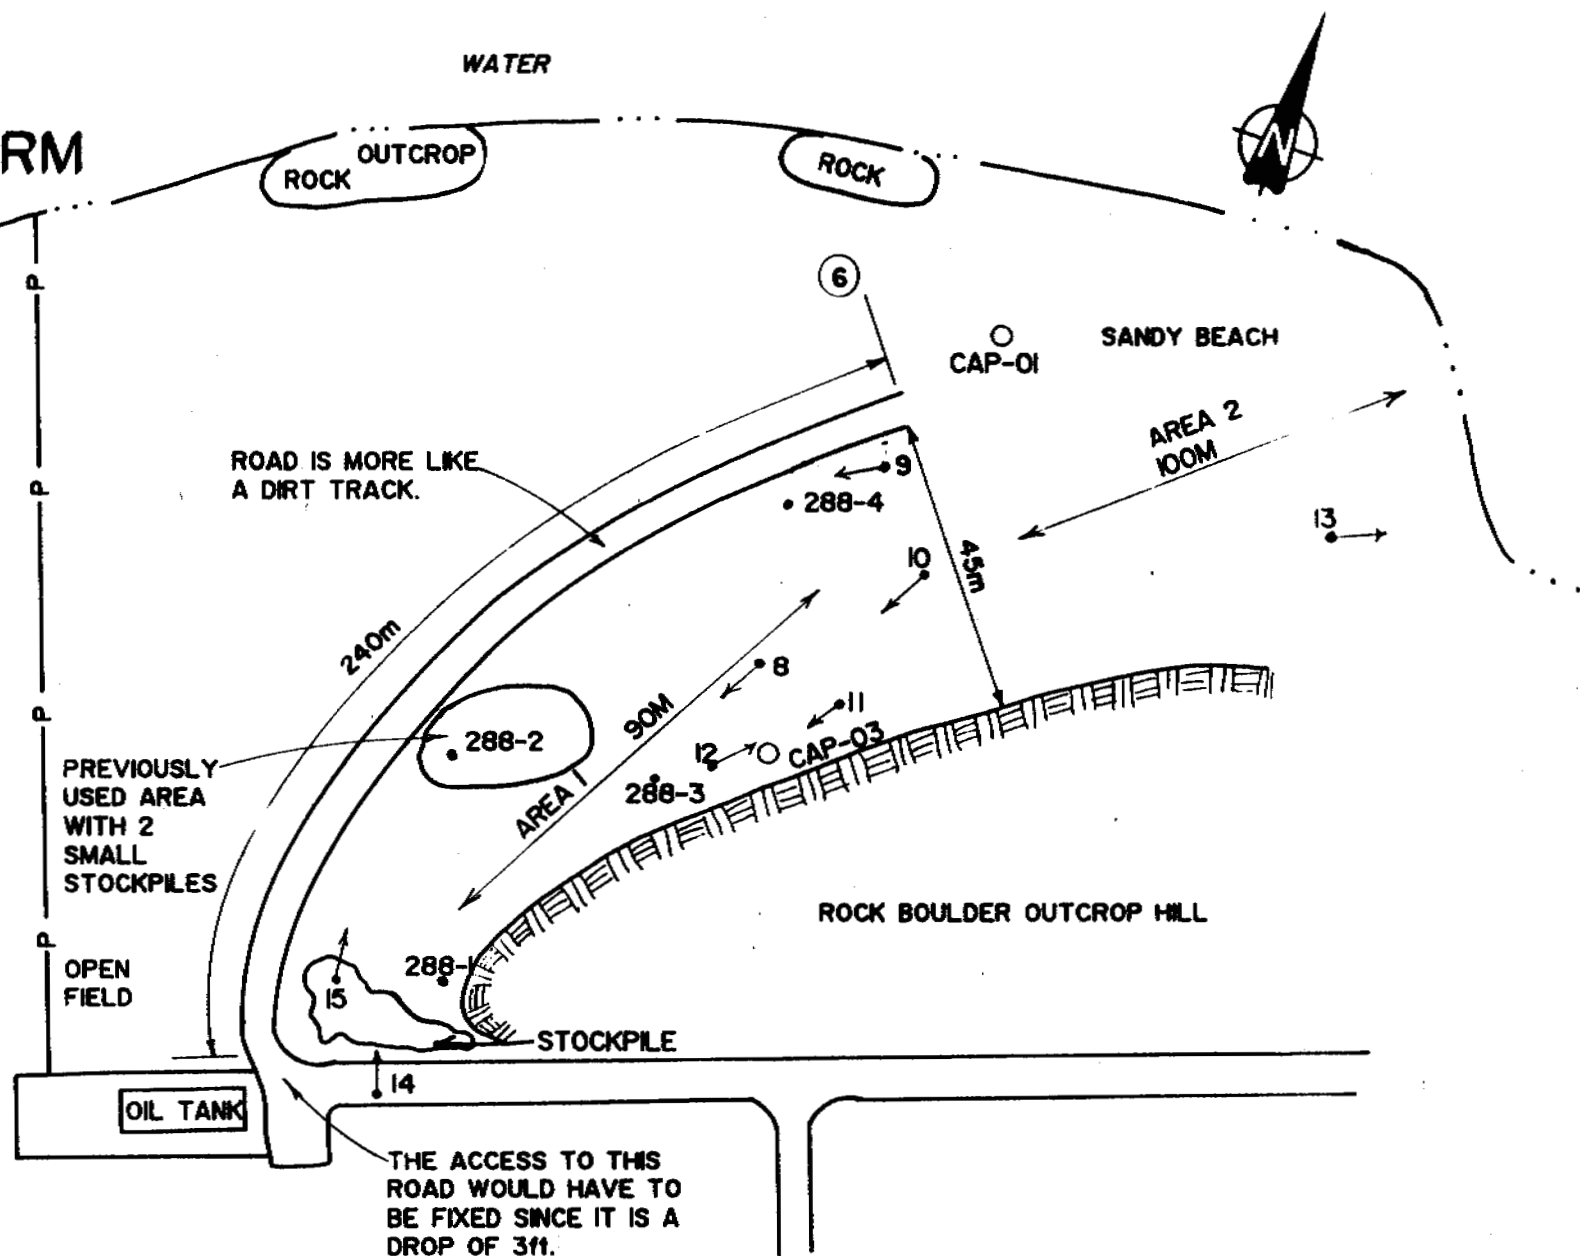 WATER
RM
OUTCROP
ROCK
ROCK
N
6
P
CAP-01
SANDY BEACH
AREA 2
100M
ROAD IS MORE LIKE
A DIRT TRACK.
9
288-4
P
13
10
45m
240m
8
90M
11
P
288-2
12
CAP-03
PREVIOUSLY
USED AREA
WITH 2
SMALL
STOCKPILES
288-3
AREA 1
ROCK BOULDER OUTCROP HILL
P
OPEN
FIELD
288-1
15
STOCKPILE
14
OIL TANK
THE ACCESS TO THIS
ROAD WOULD HAVE TO
BE FIXED SINCE IT IS A
DROP OF 3ft.